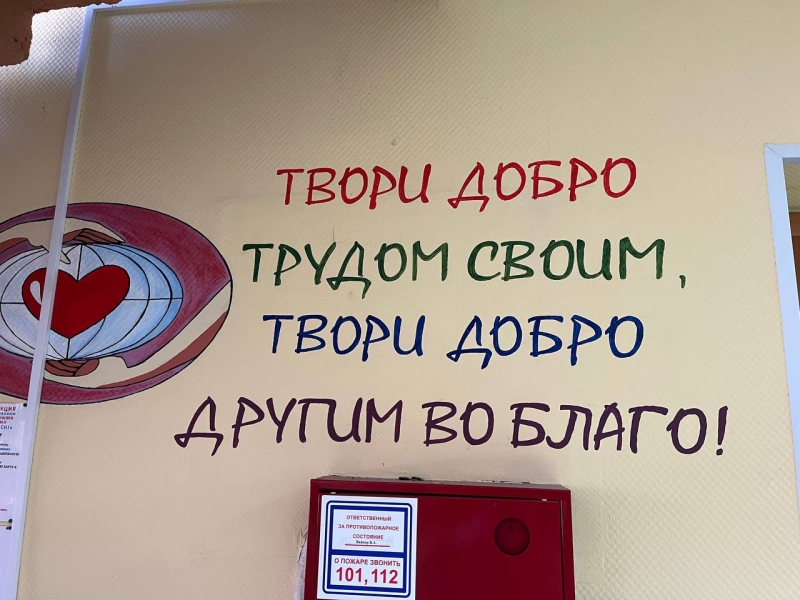 ТВОРИ ДОБРО
ТРУДОМ СВОИМ,
ТВОРИ ДОБРО
ДРУГИМ ВО БЛАГО!
ОТВЕТСТВЕННЫЙ
ЗА ПРОТИВОПОЖАРНОЕ
СОСТОЯНИЕ
О ПОЖАРЕ ЗВОНИТЬ
101, 112